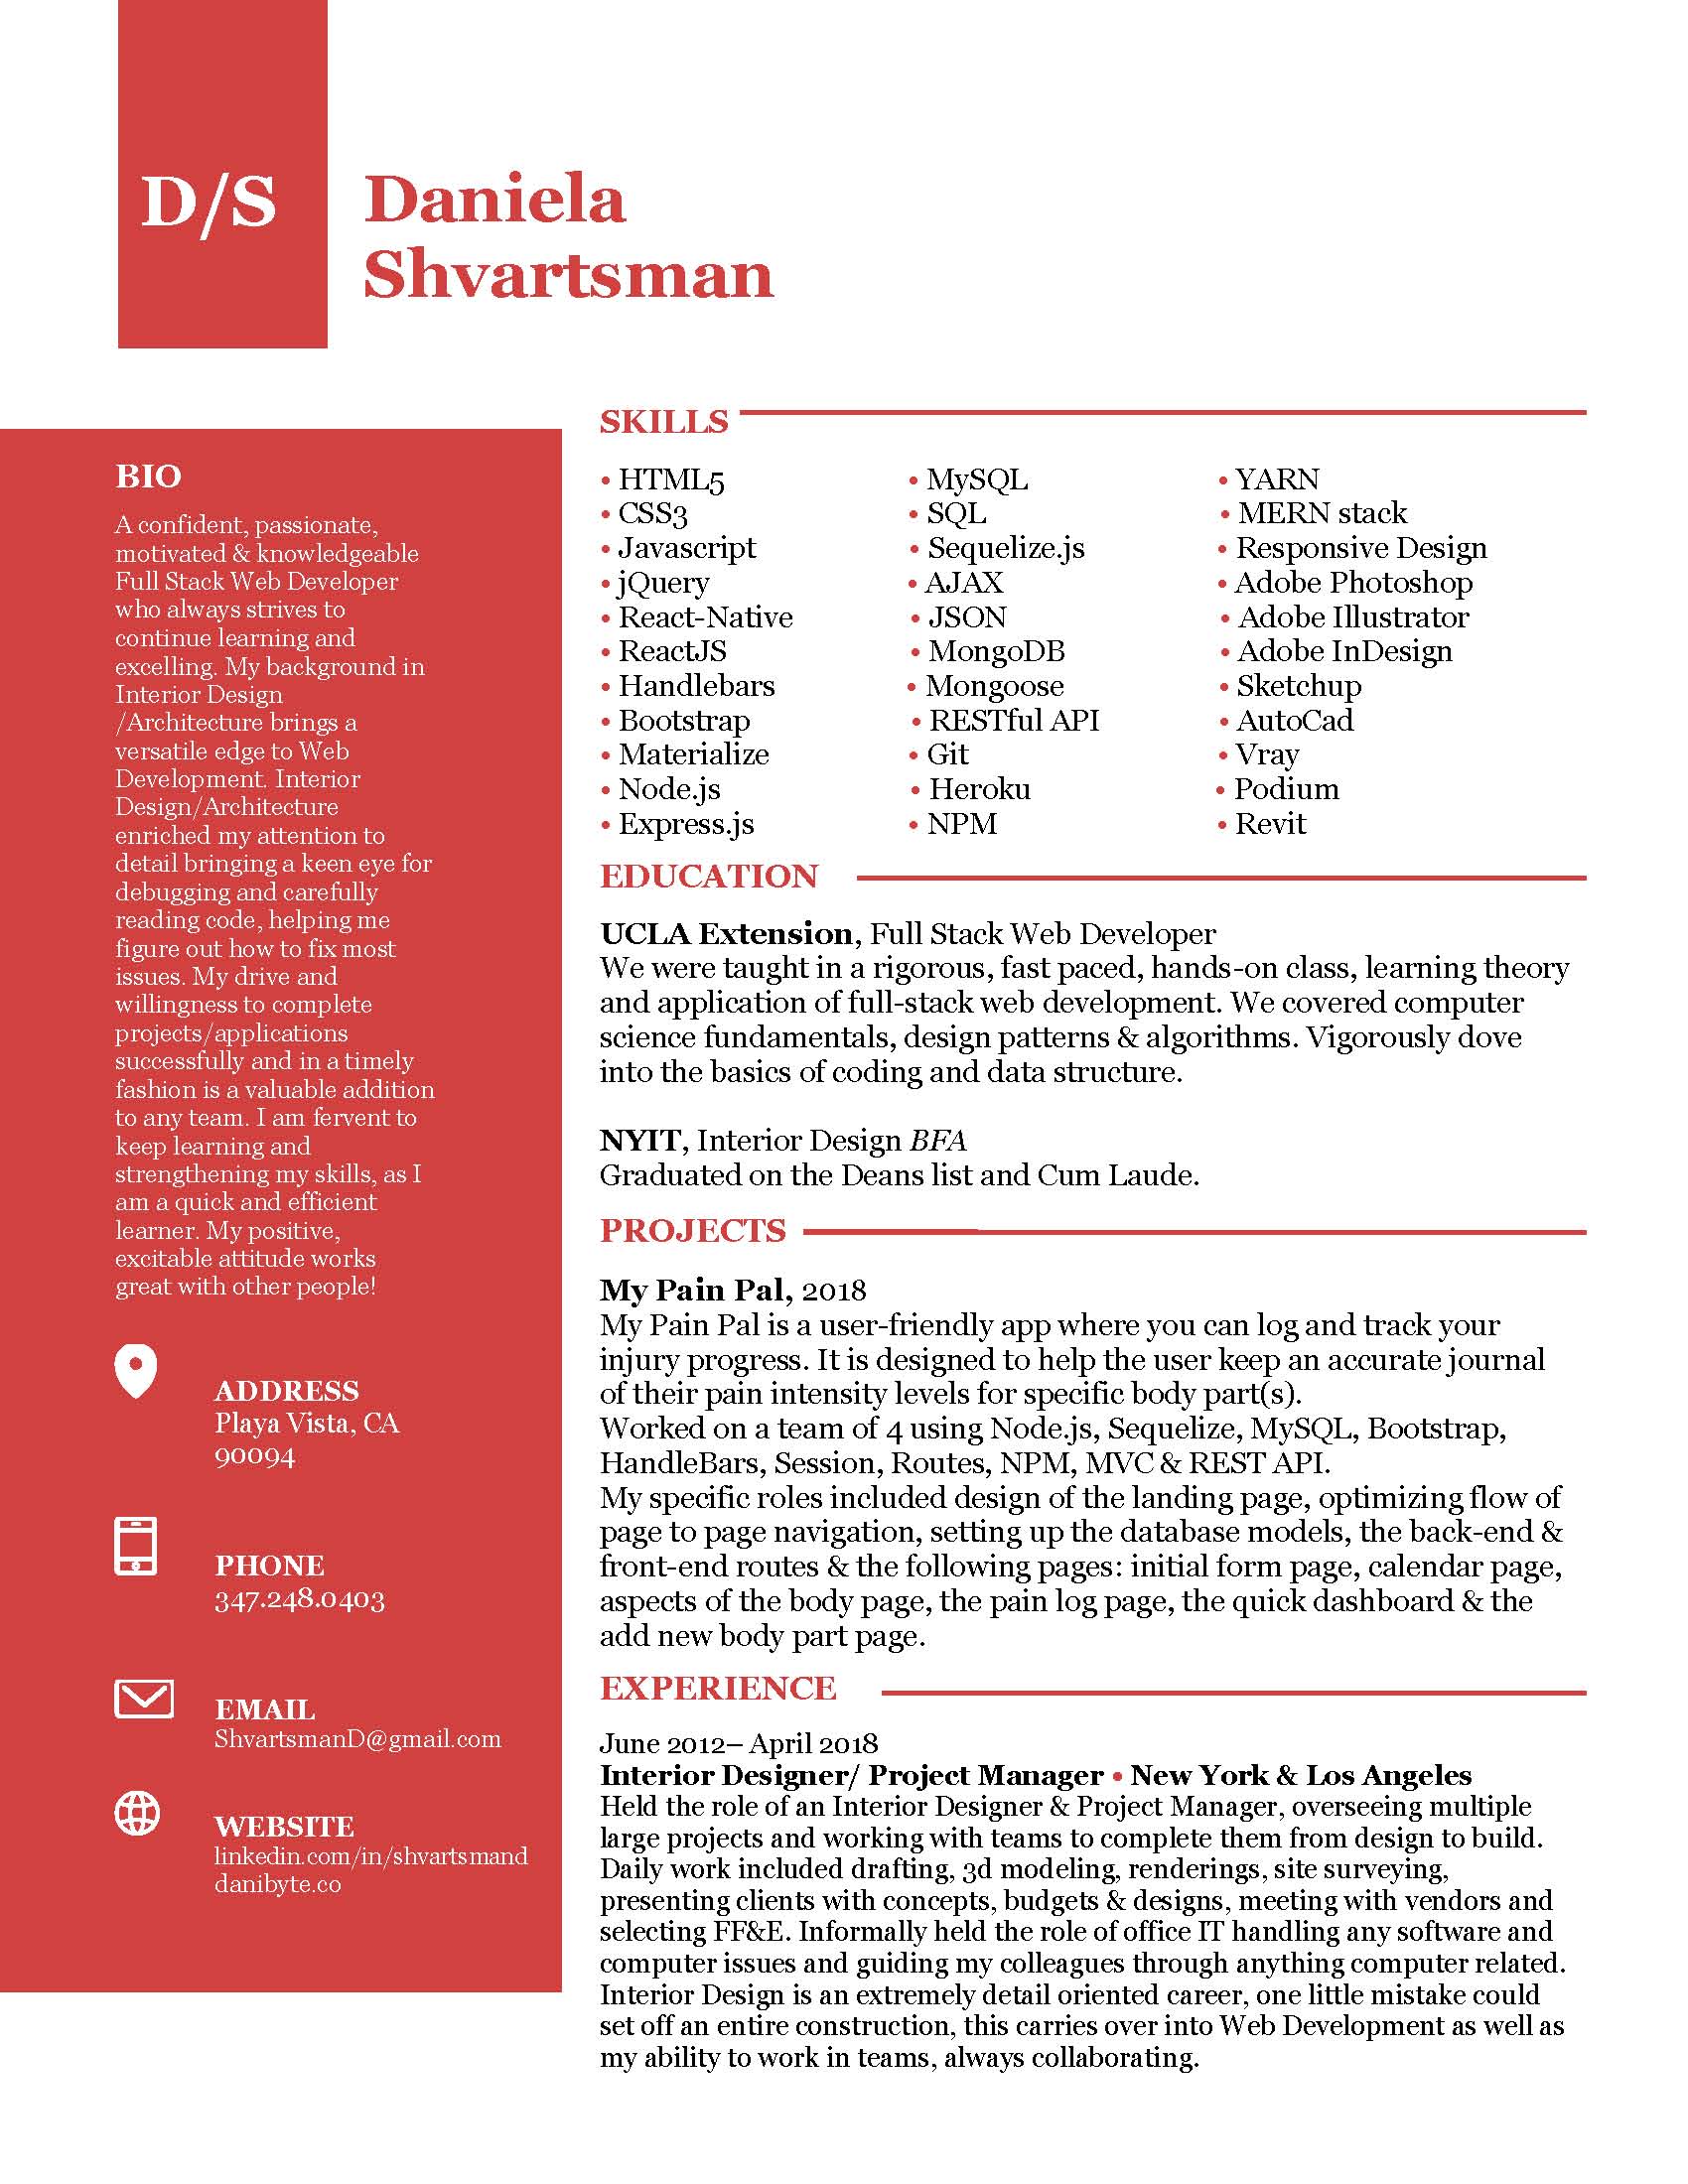 D/S
Daniela
Shvartsman
BIO
A confident, passionate,
motivated & knowledgeable
Full Stack Web Developer
who always strives to
continue learning and
excelling. My background in
Interior Design
/Architecture brings a
versatile edge to Web
Development. Interior
Design/Architecture
enriched my attention to
detail bringing a keen eye for
debugging and carefully
reading code, helping me
figure out how to fix most
issues. My drive and
willingness to complete
projects/applications
successfully and in a timely
fashion is a valuable addition
to any team. I am fervent to
keep learning and
strengthening my skills, as I
am a quick and efficient
learner. My positive,
excitable attitude works
great with other people!
ADDRESS
Playa Vista, CA
90094
PHONE
347.248.0403
EMAIL
ShvartsmanD@gmail.com
WEBSITE
linkedin.com/in/shvartsmand
danibyte.co
SKILLS
• HTML5
• CSS3
• Javascript
• jQuery
• React-Native
• ReactJS
• Handlebars
• Bootstrap
• Materialize
• Node.js
• Express.js
• MySQL
• SQL
• Sequelize.js
• AJAX
• JSON
• MongoDB
• Mongoose
• RESTful API
• Git
• Heroku
• NPM
• YARN
• MERN stack
• Responsive Design
• Adobe Photoshop
• Adobe Illustrator
• Adobe InDesign
• Sketchup
• AutoCad
• Vray
• Podium
• Revit
EDUCATION
UCLA Extension, Full Stack Web Developer
We were taught in a rigorous, fast paced, hands-on class, learning theory
and application of full-stack web development. We covered computer
science fundamentals, design patterns & algorithms. Vigorously dove
into the basics of coding and data structure.
NYIT, Interior Design BFA
Graduated on the Deans list and Cum Laude.
PROJECTS
My Pain Pal, 2018
My Pain Pal is a user-friendly app where you can log and track your
injury progress. It is designed to help the user keep an accurate journal
of their pain intensity levels for specific body part(s).
Worked on a team of 4 using Node.js, Sequelize, MySQL, Bootstrap,
HandleBars, Session, Routes, NPM, MVC & REST API.
My specific roles included design of the landing page, optimizing flow of
page to page navigation, setting up the database models, the back-end &
front-end routes & the following pages: initial form page, calendar page,
aspects of the body page, the pain log page, the quick dashboard & the
add new body part page.
EXPERIENCE
June 2012– April 2018
Interior Designer/ Project Manager • New York & Los Angeles
Held the role of an Interior Designer & Project Manager, overseeing multiple
large projects and working with teams to complete them from design to build.
Daily work included drafting, 3d modeling, renderings, site surveying,
presenting clients with concepts, budgets & designs, meeting with vendors and
selecting FF&E. Informally held the role of office IT handling any software and
computer issues and guiding my colleagues through anything computer related.
Interior Design is an extremely detail oriented career, one little mistake could
set off an entire construction, this carries over into Web Development as well as
my ability to work in teams, always collaborating.